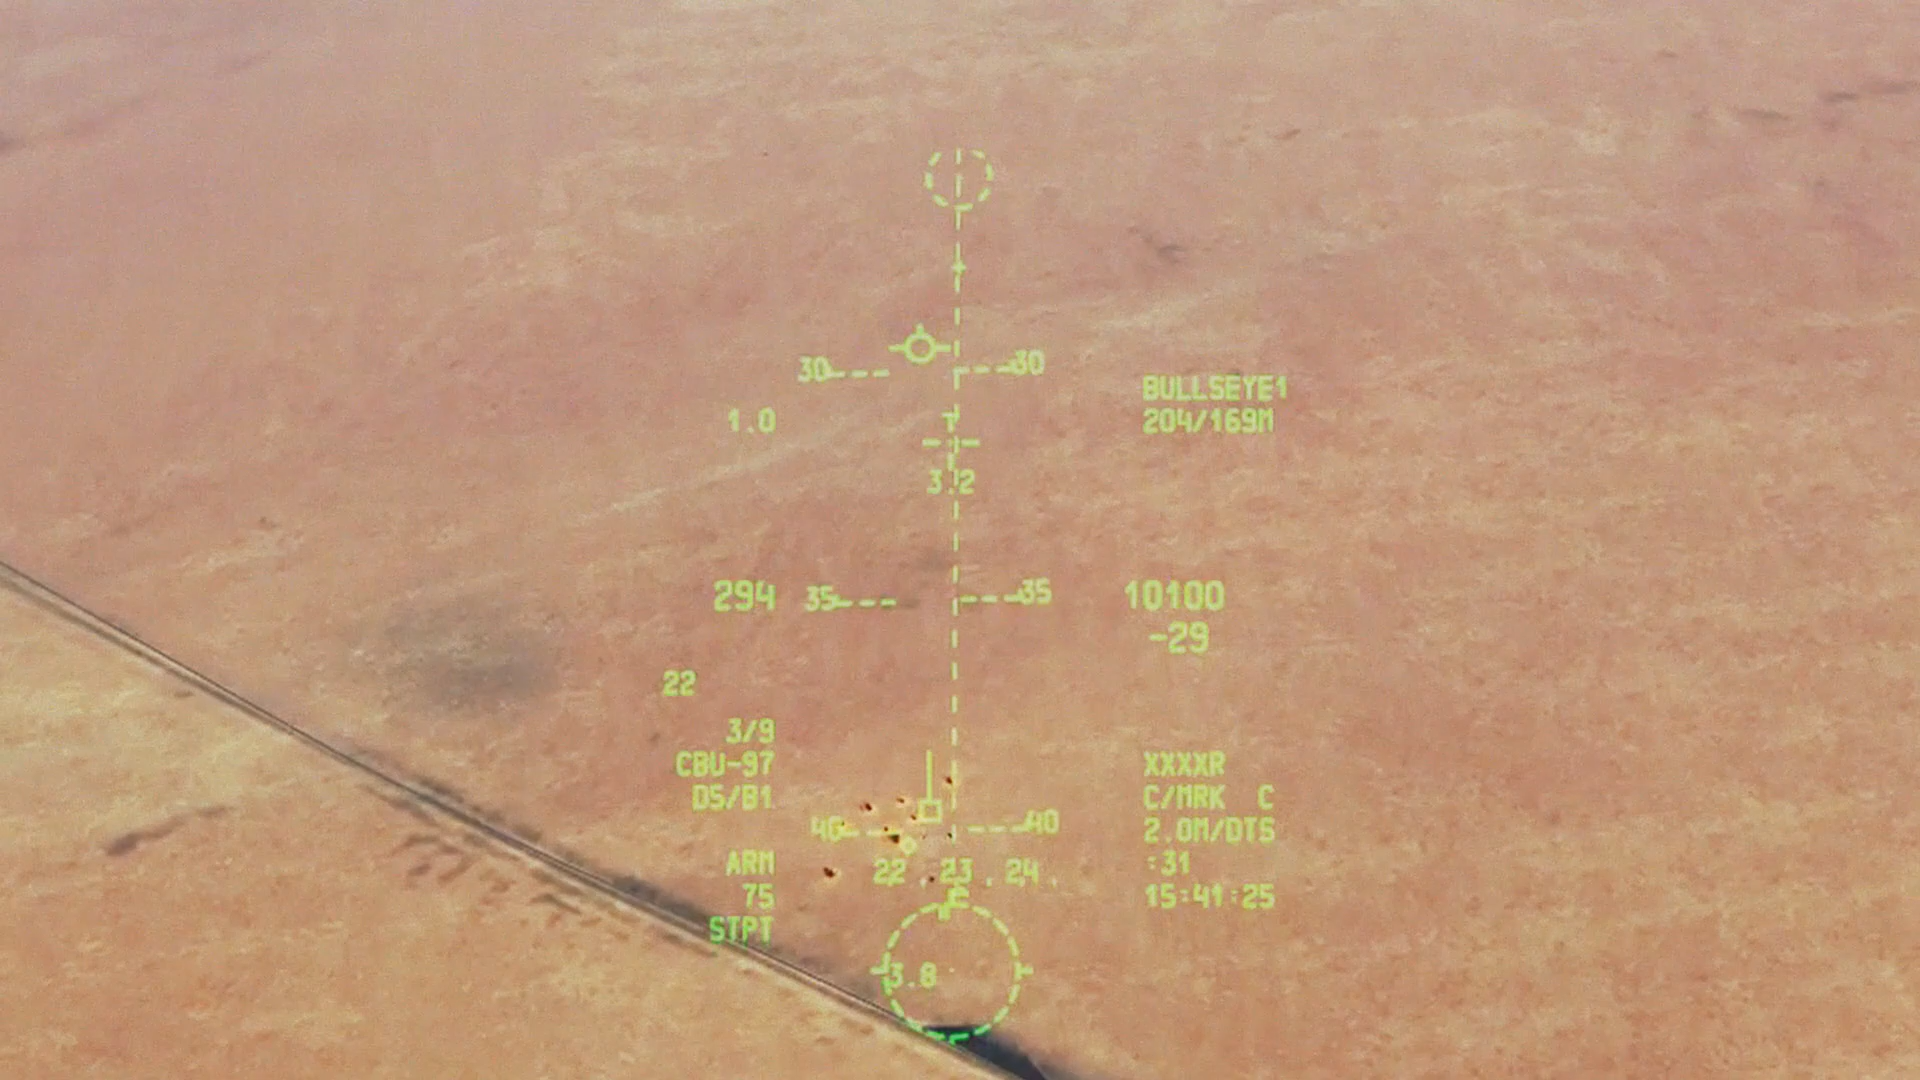 30 30
BULLSEYE1
1.0
204/169M
3.2
294 35 35 10100
-29
22
3/9
CBU-97 XXXXR
D5/B1 C/MRK C
40 40 2.0M/DTS
ARM 22 . 23 . 24 . :31
75 15:41:25
STPT
3.8